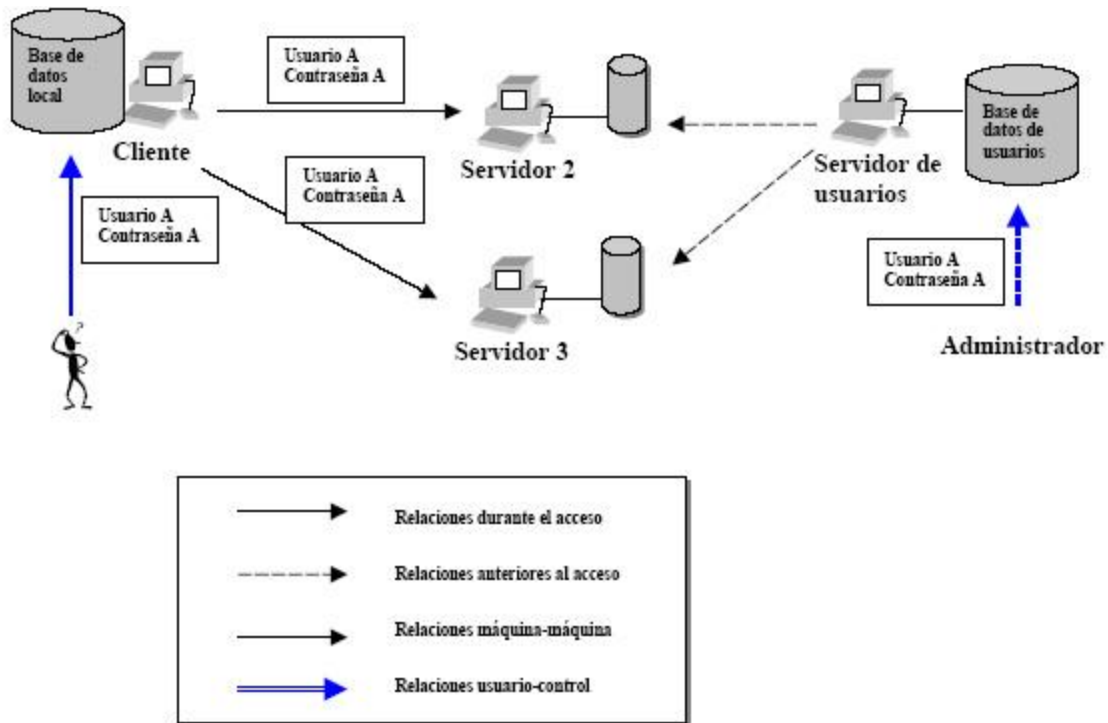 Base de
datos
local
Cliente
Usuario A
Contraseña A
Usuario A
Contraseña A
Usuario A
Contraseña A
Servidor 2
Servidor 3
Servidor de
usuarios
Base de
datos de
usuarios
Usuario A
Contraseña A
Administrador
?
Relaciones durante el acceso
Relaciones anteriores al acceso
Relaciones máquina-máquina
Relaciones usuario-control